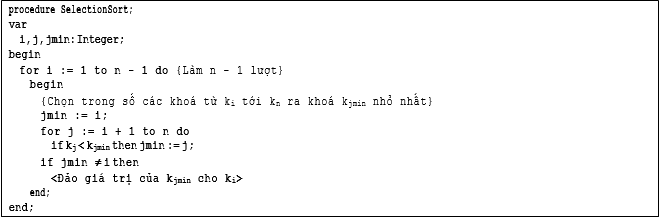 procedure SelectionSort;
var
i,j,jmin:Integer;
begin
for i := 1 to n - 1 do {Làm n - 1 lượt}
begin
{Chọn trong số các khoá từ kᵢ tới kₙ ra khoá kⱼₘᵢₙ nhỏ nhất}
jmin := i;
for j := i + 1 to n do
if kⱼ < kⱼₘᵢₙ then jmin := j;
if jmin ≠ i then
<Đảo giá trị của kⱼₘᵢₙ cho kᵢ>
end;
end;